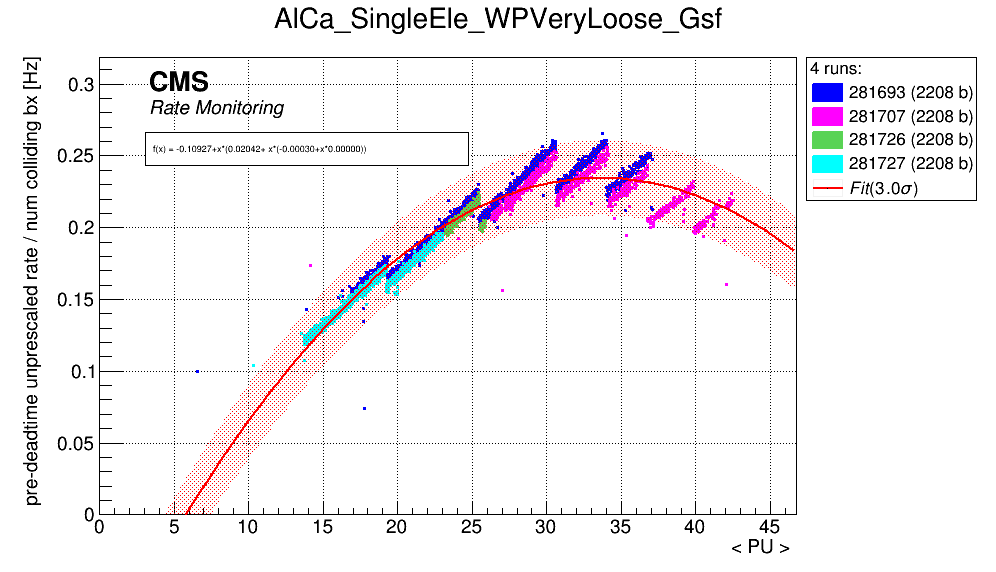 AlCa_SingleEle_WPVeryLoose_Gsf
pre-deadtime unprescaled rate / num colliding bx [Hz]
CMS
Rate Monitoring
f(x) = -0.10927+x*(0.02042+ x*(-0.00030+x*0.00000))
0.3
0.25
0.2
0.15
0.1
0.05
0
0 5 10 15 20 25 30 35 40 45
< PU >
4 runs:
281693 (2208 b)
281707 (2208 b)
281726 (2208 b)
281727 (2208 b)
Fit(3.0σ)